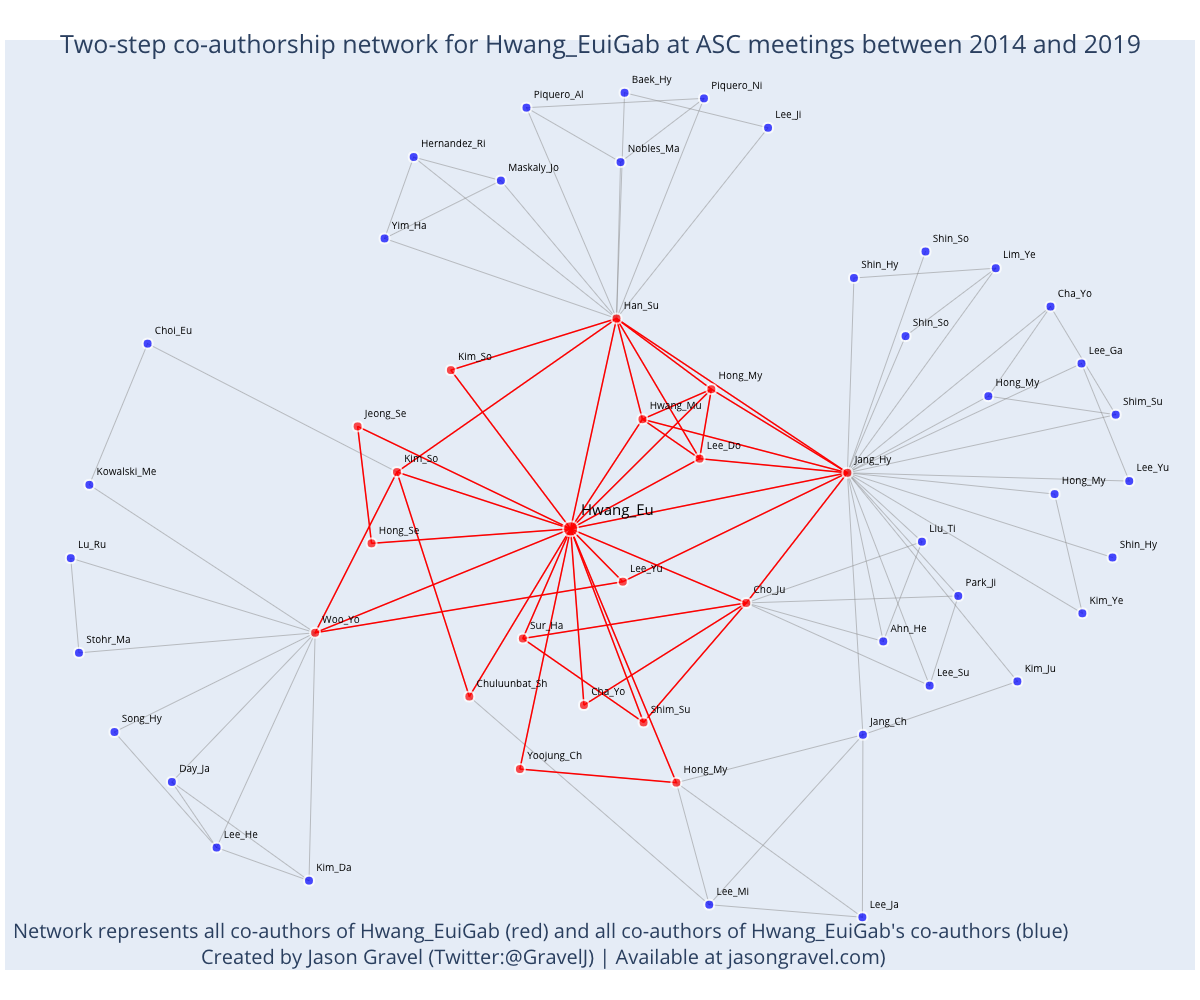 Two-step co-authorship network for Hwang_EuiGab at ASC meetings between 2014 and 2019
Baek_Hy
Piquero_Ni
Piquero_Al
Lee_Ji
Hernandez_Ri
Nobles_Ma
Maskaly_Jo
Yim_Ha
Shin_So
Lim_Ye
Shin_Hy
Cha_Yo
Han_Su
Shin_So
Choi_Eu
Lee_Ga
Kim_So
Hong_My
Hong_My
Shim_Su
Hwang_Mu
Jeong_Se
Lee_Do
Kim_So
Jang_Hy
Kowalski_Me
Lee_Yu
Hong_My
Hwang_Eu
Hong_Se
LIu_Ti
Lu_Ru
Shin_Hy
Lee_Yu
Park_Ji
Cho_Ju
Kim_Ye
Woo_Yo
Sur_Ha
Ahn_He
Stohr_Ma
Lee_Su
Kim_Ju
Chuluunbat_Sh
Cha_Yo
Shim_Su
Song_Hy
Jang_Ch
Yoojung_Ch
Day_Ja
Hong_My
Lee_He
Kim_Da
Lee_Mi
Lee_Ja
Network represents all co-authors of Hwang_EuiGab (red) and all co-authors of Hwang_EuiGab's co-authors (blue)
Created by Jason Gravel (Twitter:@GravelJ) | Available at jasongravel.com)